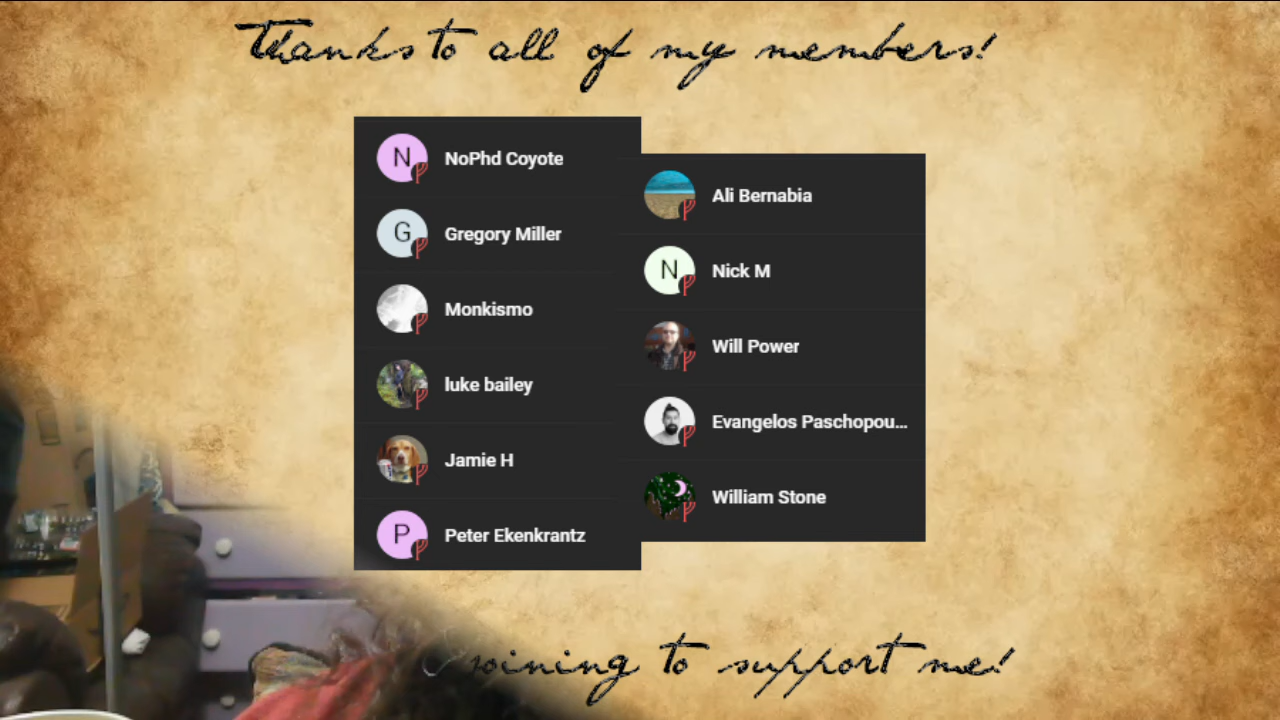 Thanks to all of my members!
N NoPhd Coyote
G Gregory Miller
Monkismo
luke bailey
Jamie H
P Peter Ekenkrantz
Ali Bernabia
N Nick M
Will Power
Evangelos Paschopou...
William Stone
to support me!